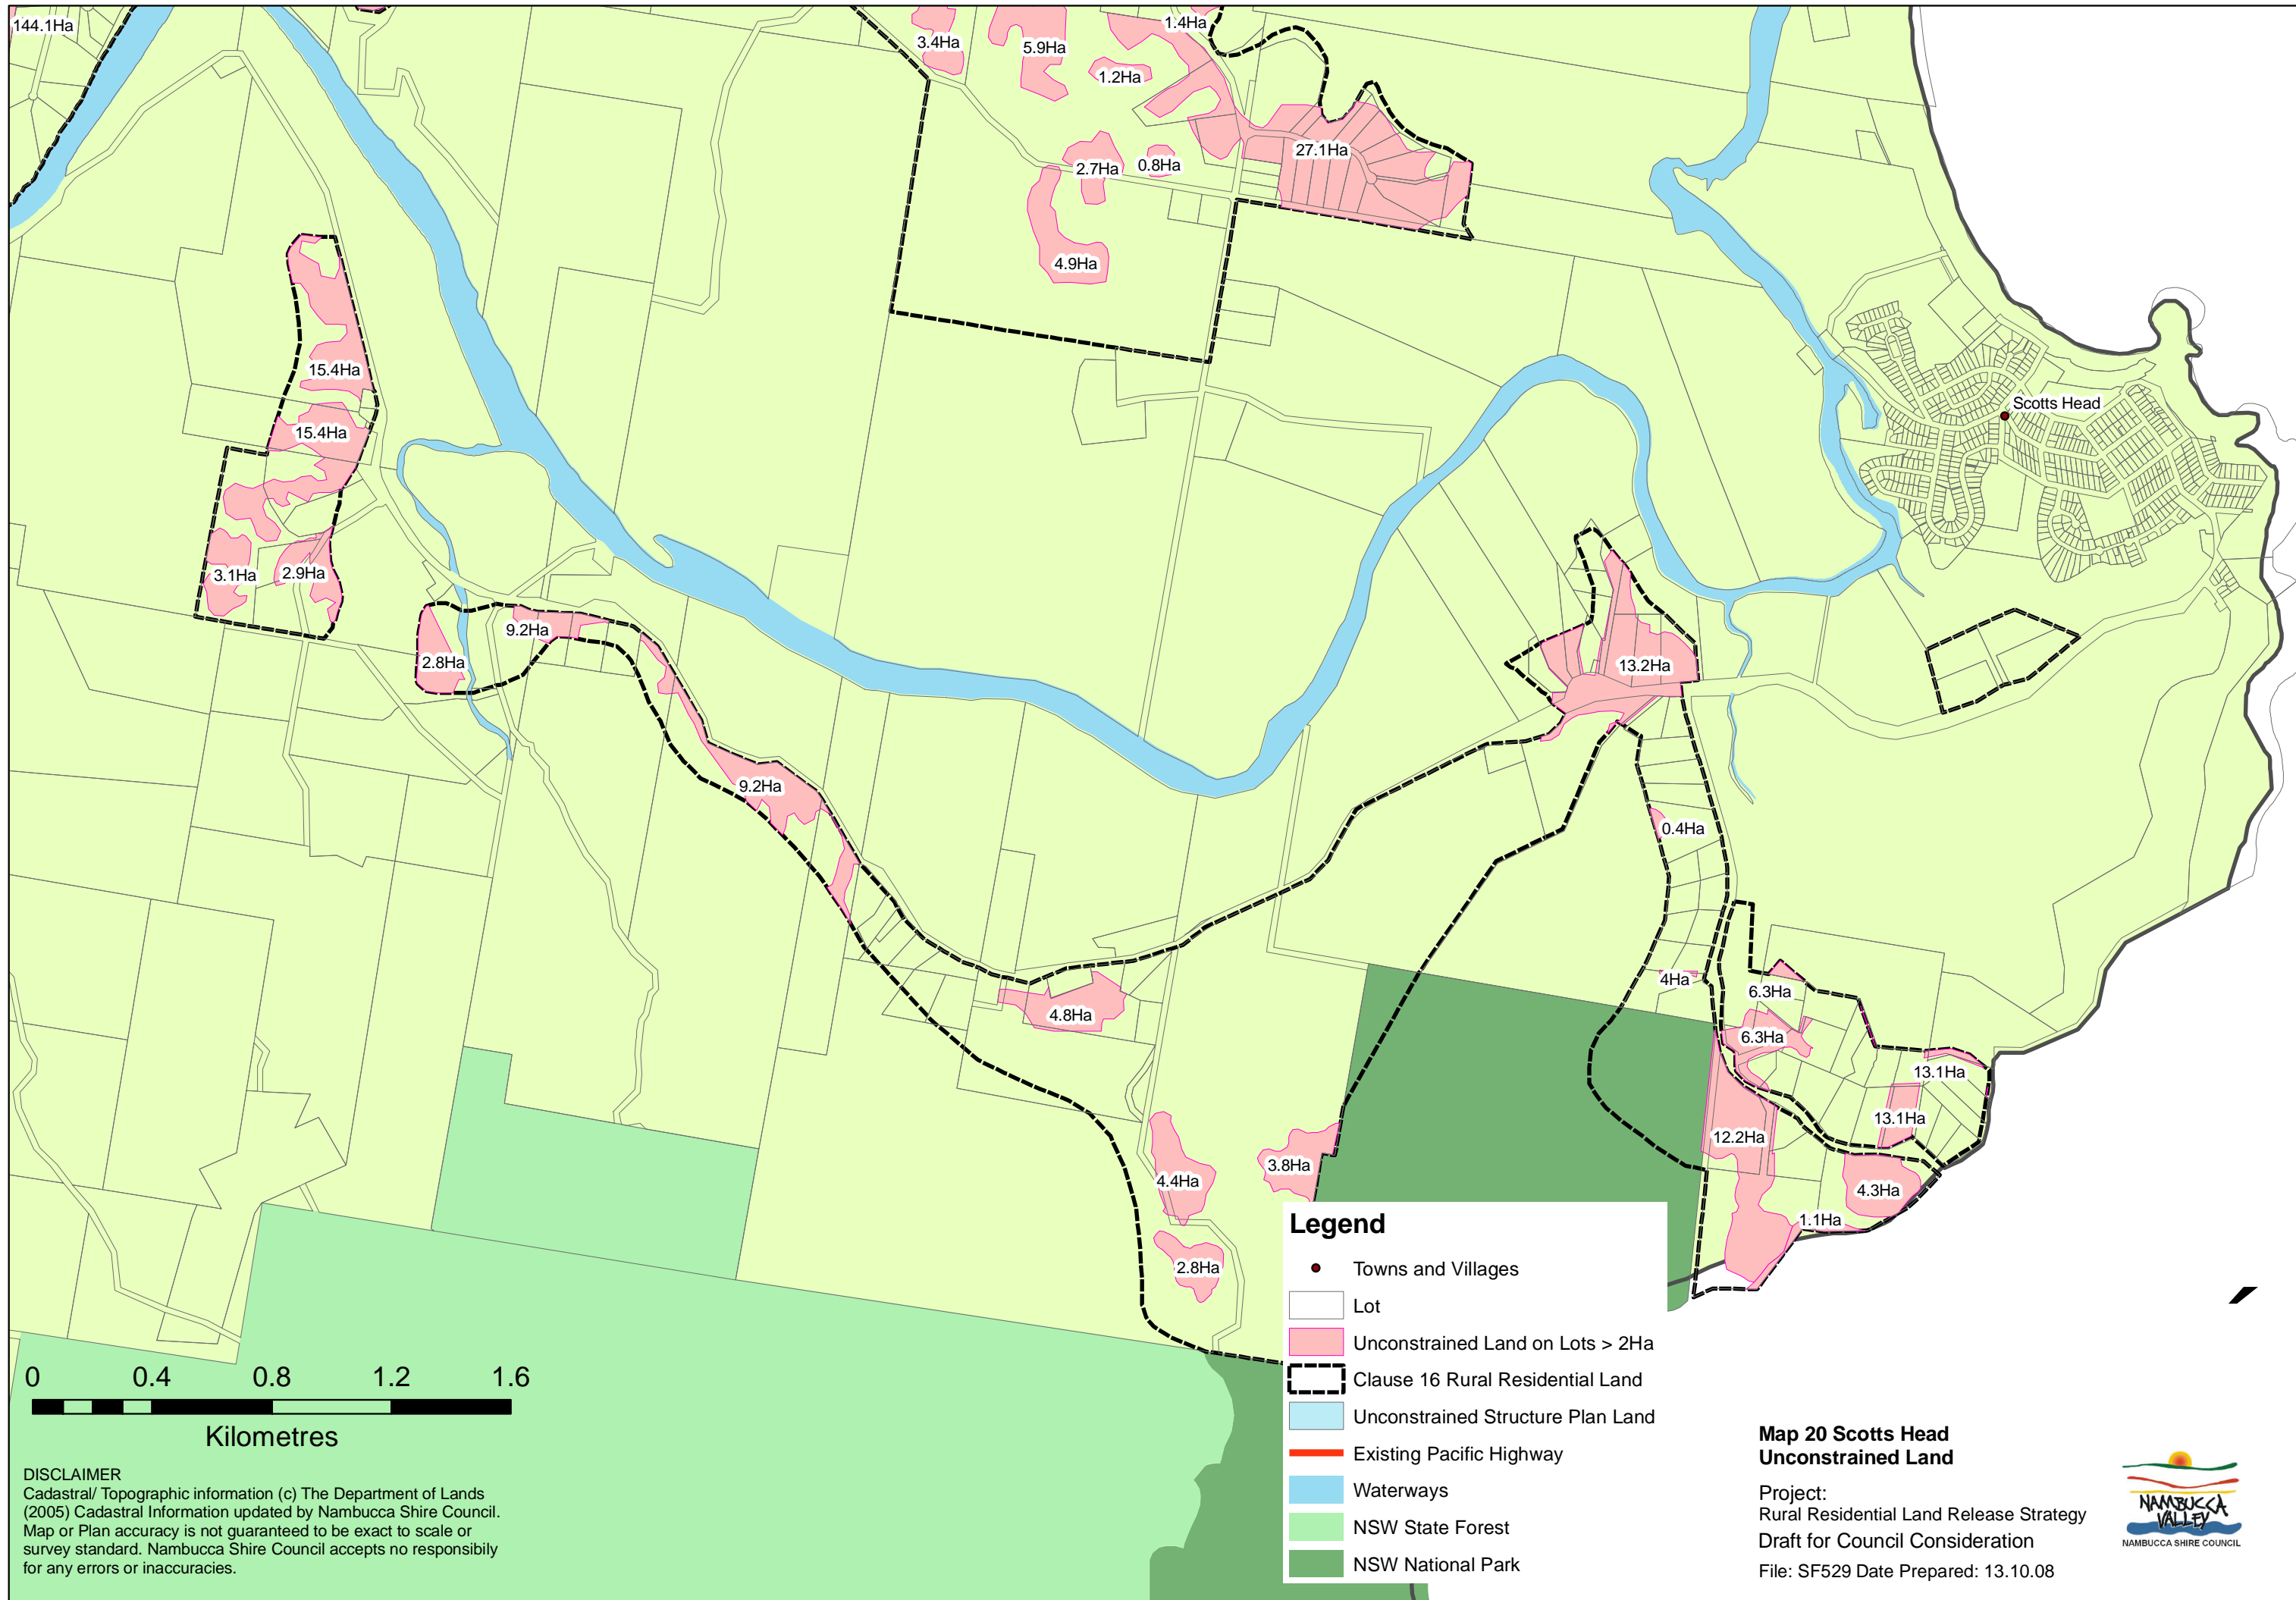 144.1Ha
1.4Ha
3.4Ha
5.9Ha
1.2Ha
27.1Ha
2.7Ha
0.8Ha
4.9Ha
15.4Ha
15.4Ha
Scotts Head
3.1Ha
2.9Ha
9.2Ha
2.8Ha
13.2Ha
9.2Ha
0.4Ha
4Ha
6.3Ha
4.8Ha
6.3Ha
13.1Ha
13.1Ha
12.2Ha
3.8Ha
4.4Ha
4.3Ha
1.1Ha
2.8Ha
Legend
Towns and Villages
Lot
Unconstrained Land on Lots > 2Ha
Clause 16 Rural Residential Land
Unconstrained Structure Plan Land
Existing Pacific Highway
Waterways
NSW State Forest
NSW National Park
0 0.4 0.8 1.2 1.6
Kilometres
DISCLAIMER
Cadastral/ Topographic information (c) The Department of Lands
(2005) Cadastral Information updated by Nambucca Shire Council.
Map or Plan accuracy is not guaranteed to be exact to scale or
survey standard. Nambucca Shire Council accepts no responsibily
for any errors or inaccuracies.
Map 20 Scotts Head
Unconstrained Land
Project:
Rural Residential Land Release Strategy
Draft for Council Consideration
File: SF529 Date Prepared: 13.10.08
NAMBUCCA
VALLEY
NAMBUCCA SHIRE COUNCIL